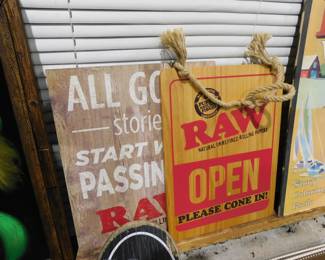 ALL GO
stories
START W
PASSIN
RAW
RAW
NATURAL UNREFINED ROLLING PAPERS
OPEN
PLEASE CONE IN!